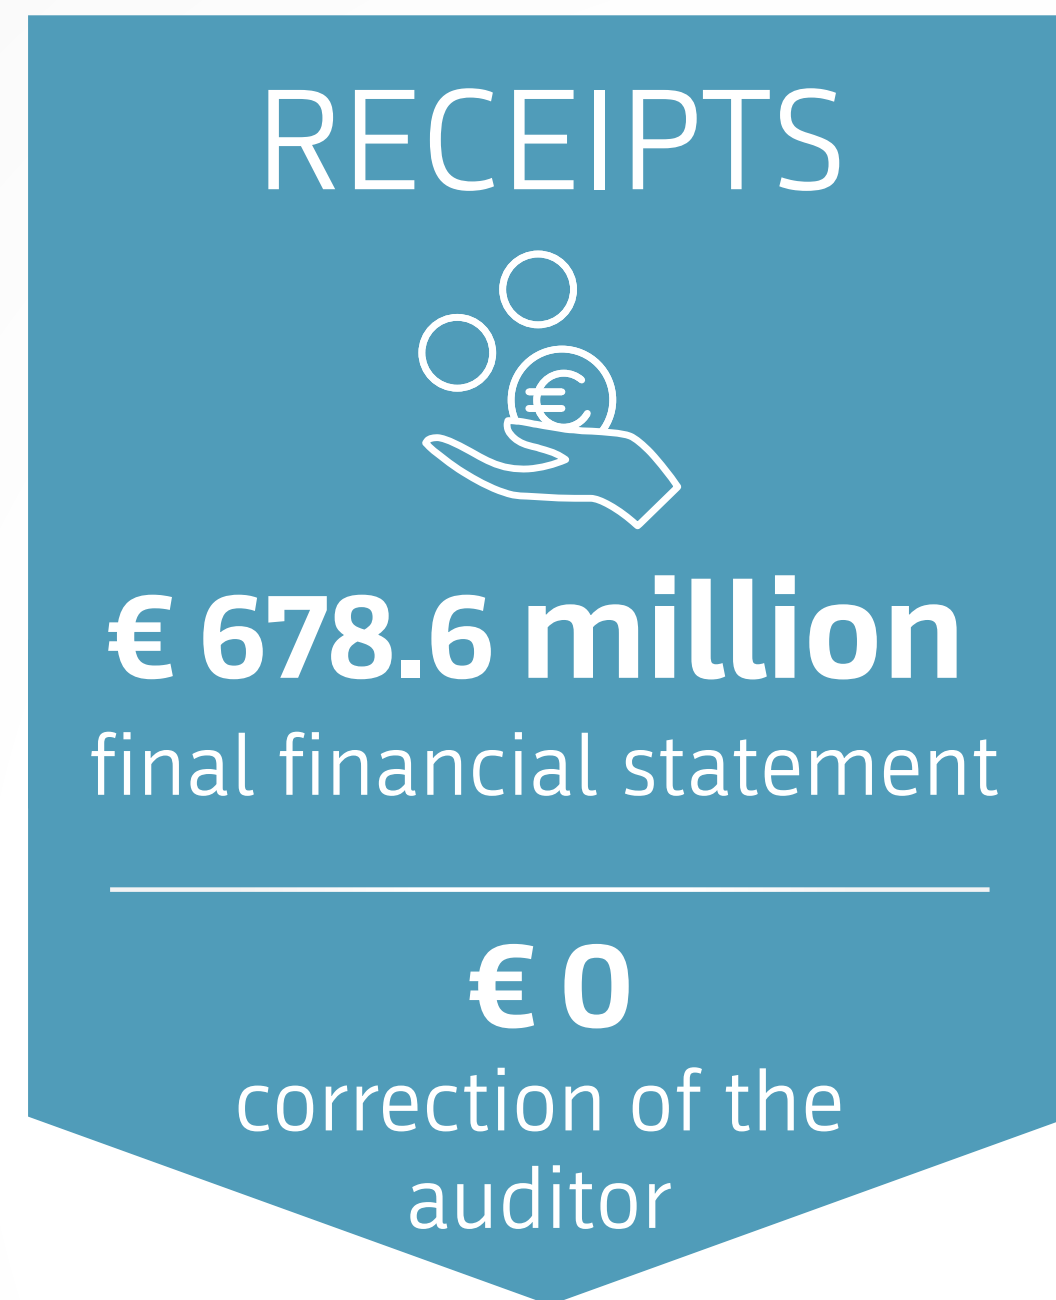 RECEIPTS
€
€ 678.6 million
final financial statement
€ 0
correction of the
auditor